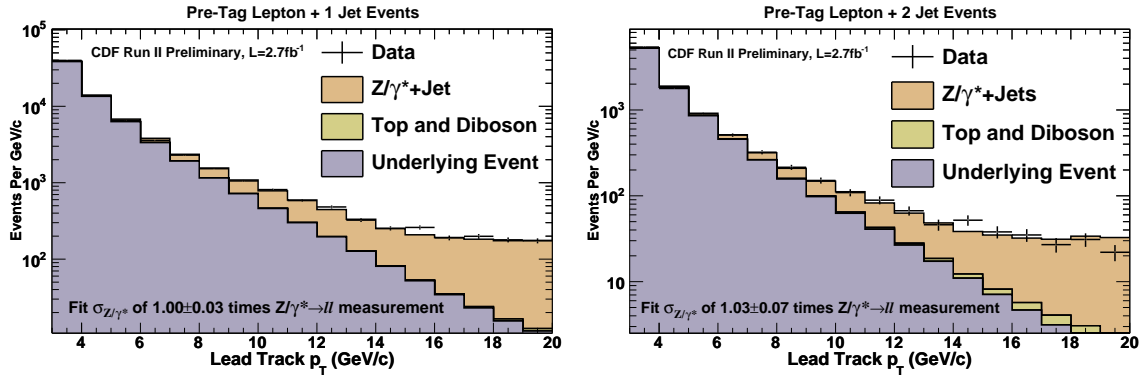 Pre-Tag Lepton + 1 Jet Events
Events Per GeV/c
10⁵
10⁴
10³
10²
CDF Run II Preliminary, L=2.7fb⁻¹
Data
Z/γ*+Jet
Top and Diboson
Underlying Event
Fit σ_Z/γ* of 1.00±0.03 times Z/γ*→ll measurement
4 6 8 10 12 14 16 18 20
Lead Track p_T (GeV/c)
Pre-Tag Lepton + 2 Jet Events
Events Per GeV/c
10³
10²
10
CDF Run II Preliminary, L=2.7fb⁻¹
Data
Z/γ*+Jets
Top and Diboson
Underlying Event
Fit σ_Z/γ* of 1.03±0.07 times Z/γ*→ll measurement
4 6 8 10 12 14 16 18 20
Lead Track p_T (GeV/c)